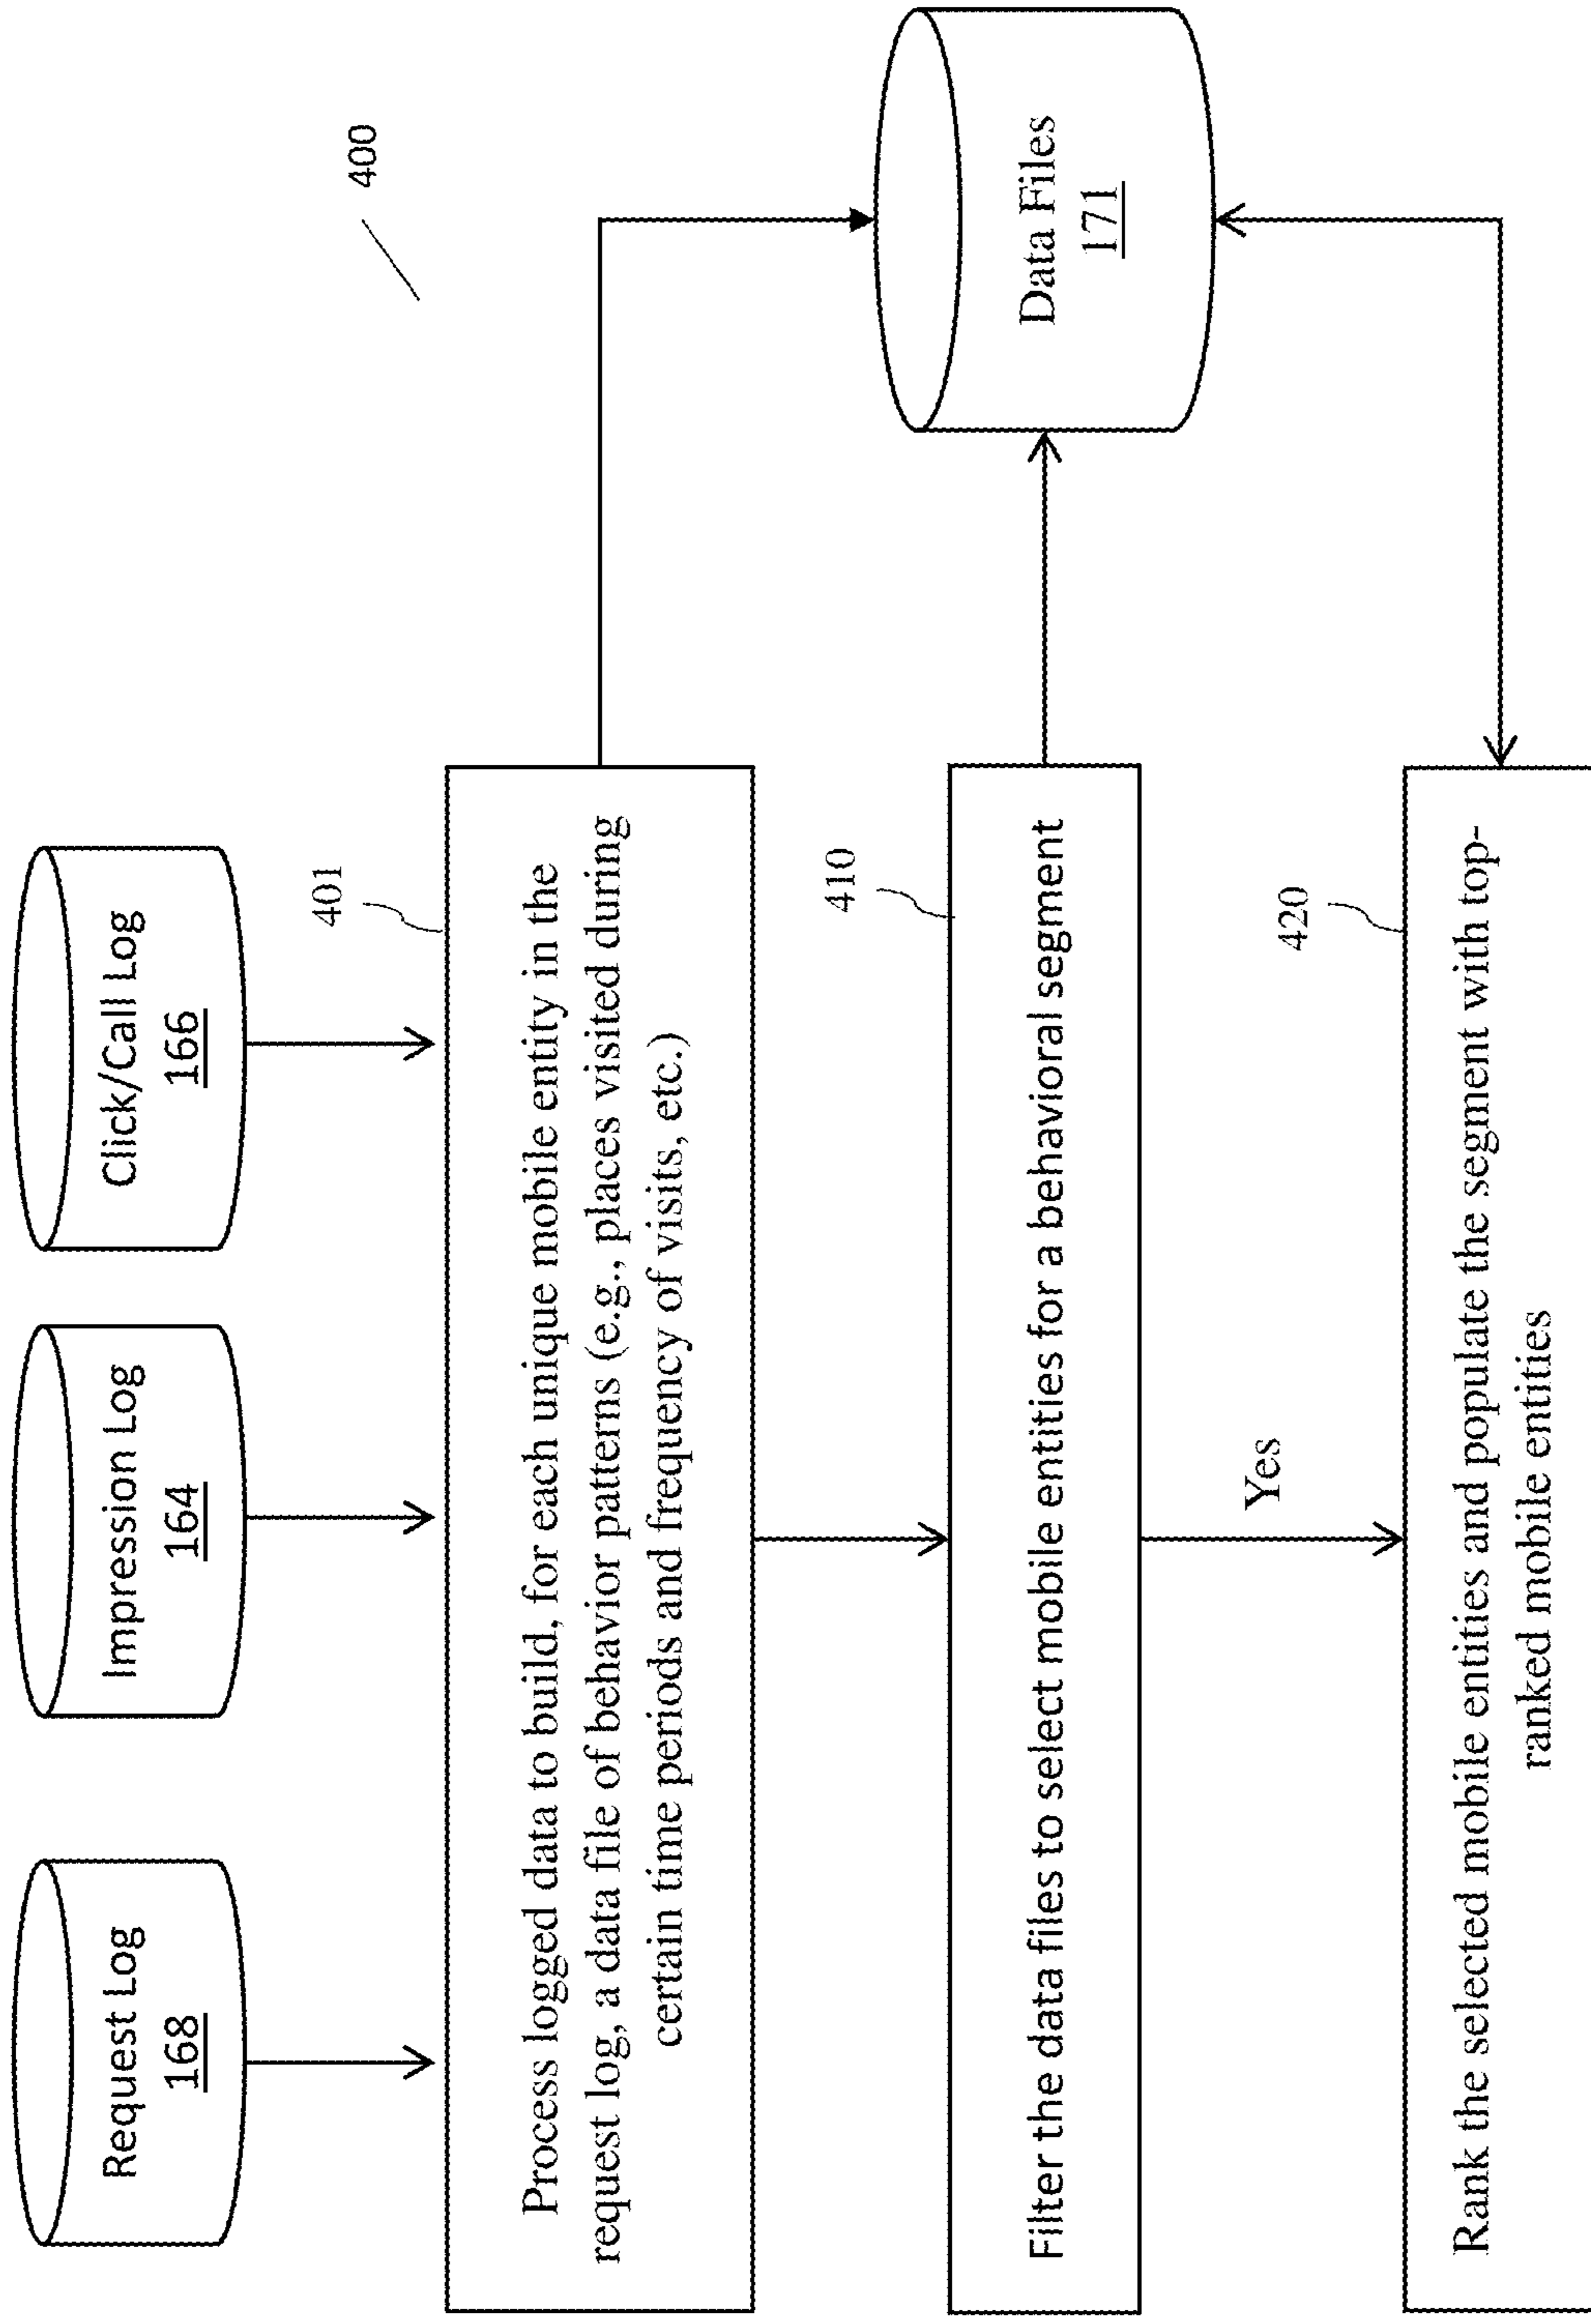 400
Request Log
168
Impression Log
164
Click/Call Log
166
401
Process logged data to build, for each unique mobile entity in the
request log, a data file of behavior patterns (e.g., places visited during
certain time periods and frequency of visits, etc.)
Data Files
171
410
Filter the data files to select mobile entities for a behavioral segment
Yes
420
Rank the selected mobile entities and populate the segment with top-
ranked mobile entities